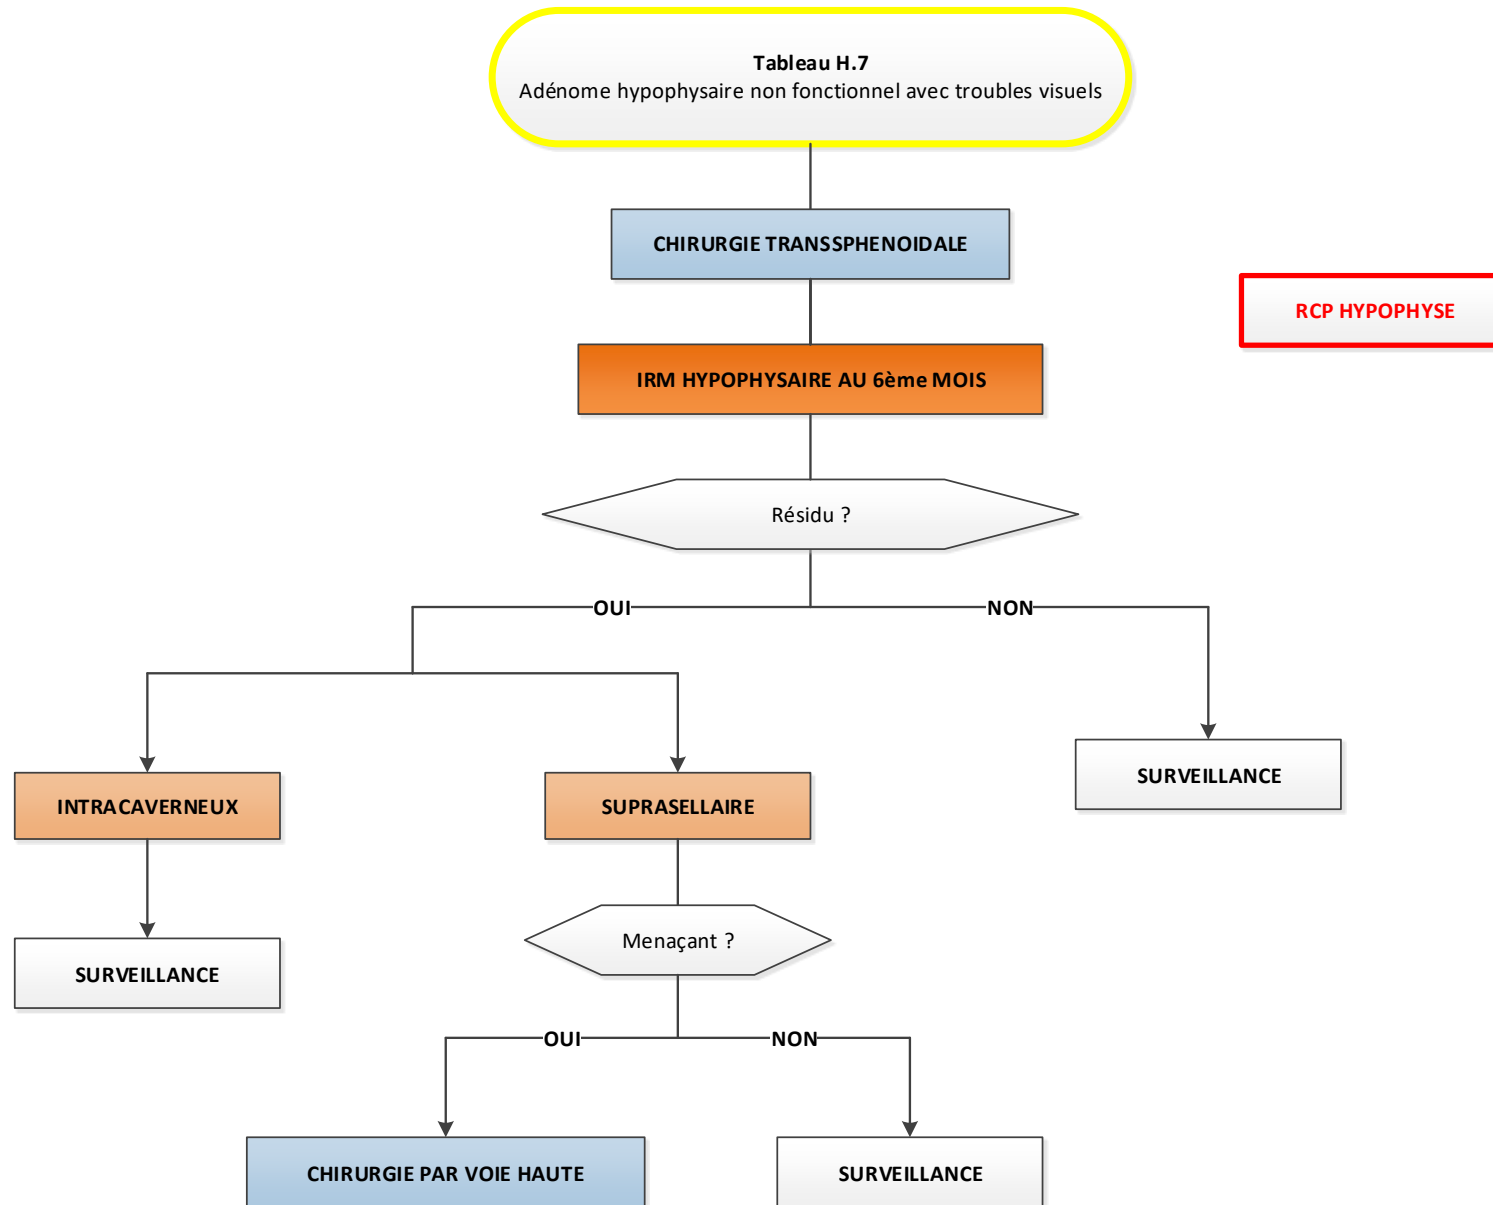 Tableau H.7
Adénome hypophysaire non fonctionnel avec troubles visuels
CHIRURGIE TRANSSPHENOIDALE
RCP HYPOPHYSE
IRM HYPOPHYSAIRE AU 6ème MOIS
Résidu ?
OUI
NON
SURVEILLANCE
INTRACAVERNEUX
SUPRASELLAIRE
Menaçant ?
SURVEILLANCE
OUI
NON
CHIRURGIE PAR VOIE HAUTE
SURVEILLANCE